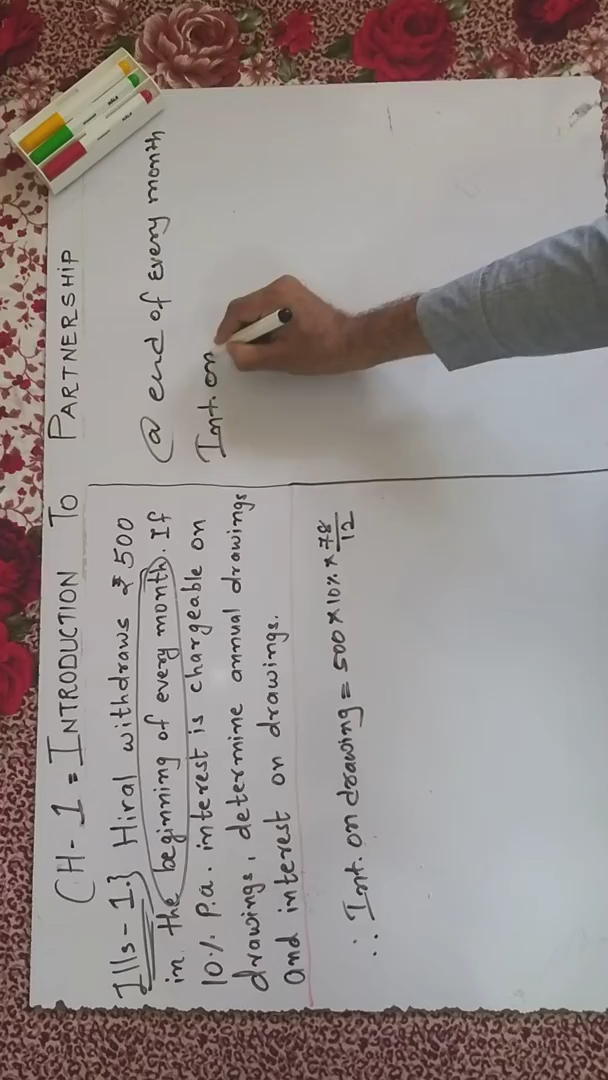 CH-1 = INTRODUCTION TO PARTNERSHIP
Ills-1.} Hiral withdraws ₹500
in the beginning of every month. If
10% p.a. interest is chargeable on
drawings, determine annual drawings
and interest on drawings.
∴ Int. on drawing = 500 × 10% × 78/12
@ end of every month
Int. on